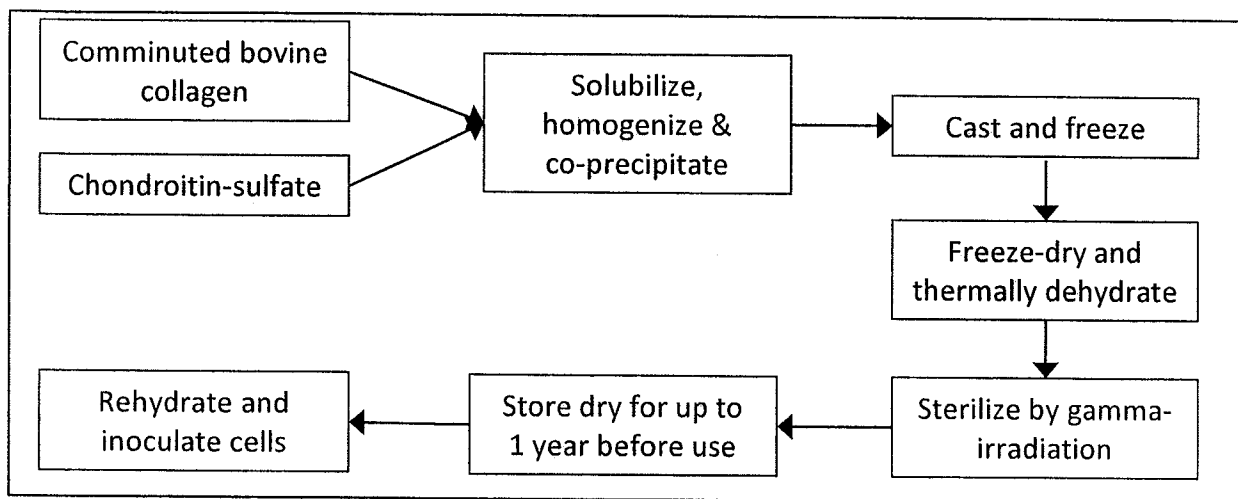 Comminuted bovine
collagen
Chondroitin-sulfate
Solubilize,
homogenize &
co-precipitate
Cast and freeze
Freeze-dry and
thermally dehydrate
Sterilize by gamma-
irradiation
Store dry for up to
1 year before use
Rehydrate and
inoculate cells